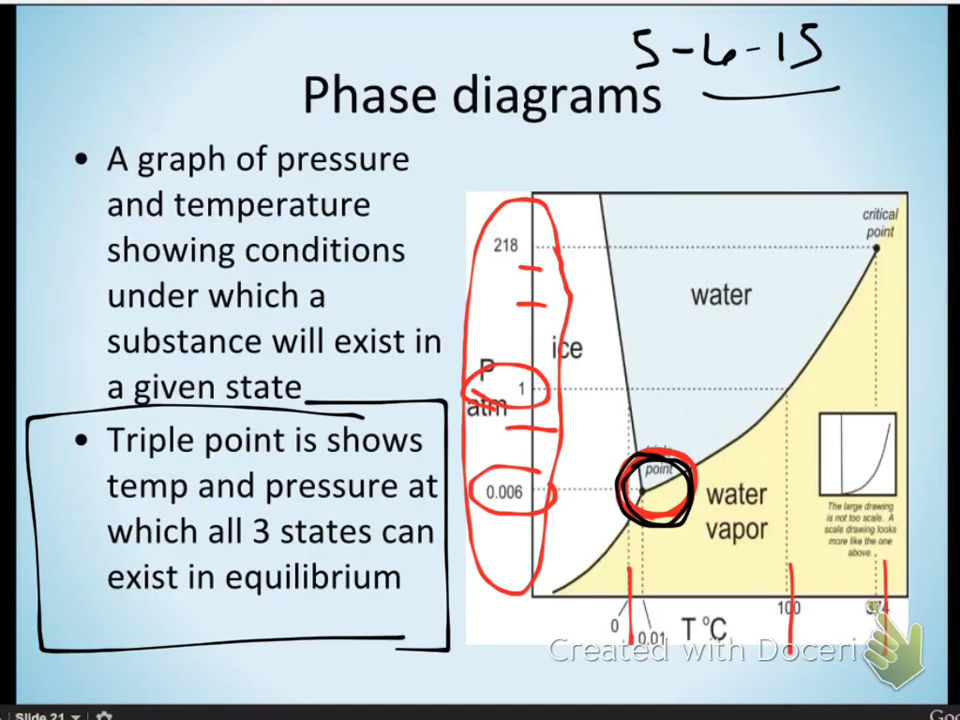 5-6-15
Phase diagrams
• A graph of pressure
and temperature
showing conditions
under which a
substance will exist in
a given state
• Triple point is shows
temp and pressure at
which all 3 states can
exist in equilibrium
critical
point
218
water
ice
P
atm
1
triple
point
0.006
water
vapor
The large drawing
is not too scale. A
scale drawing looks
more like the one
above.
0
0.01
T °C
100
374
Created with Doceri
Slide 21